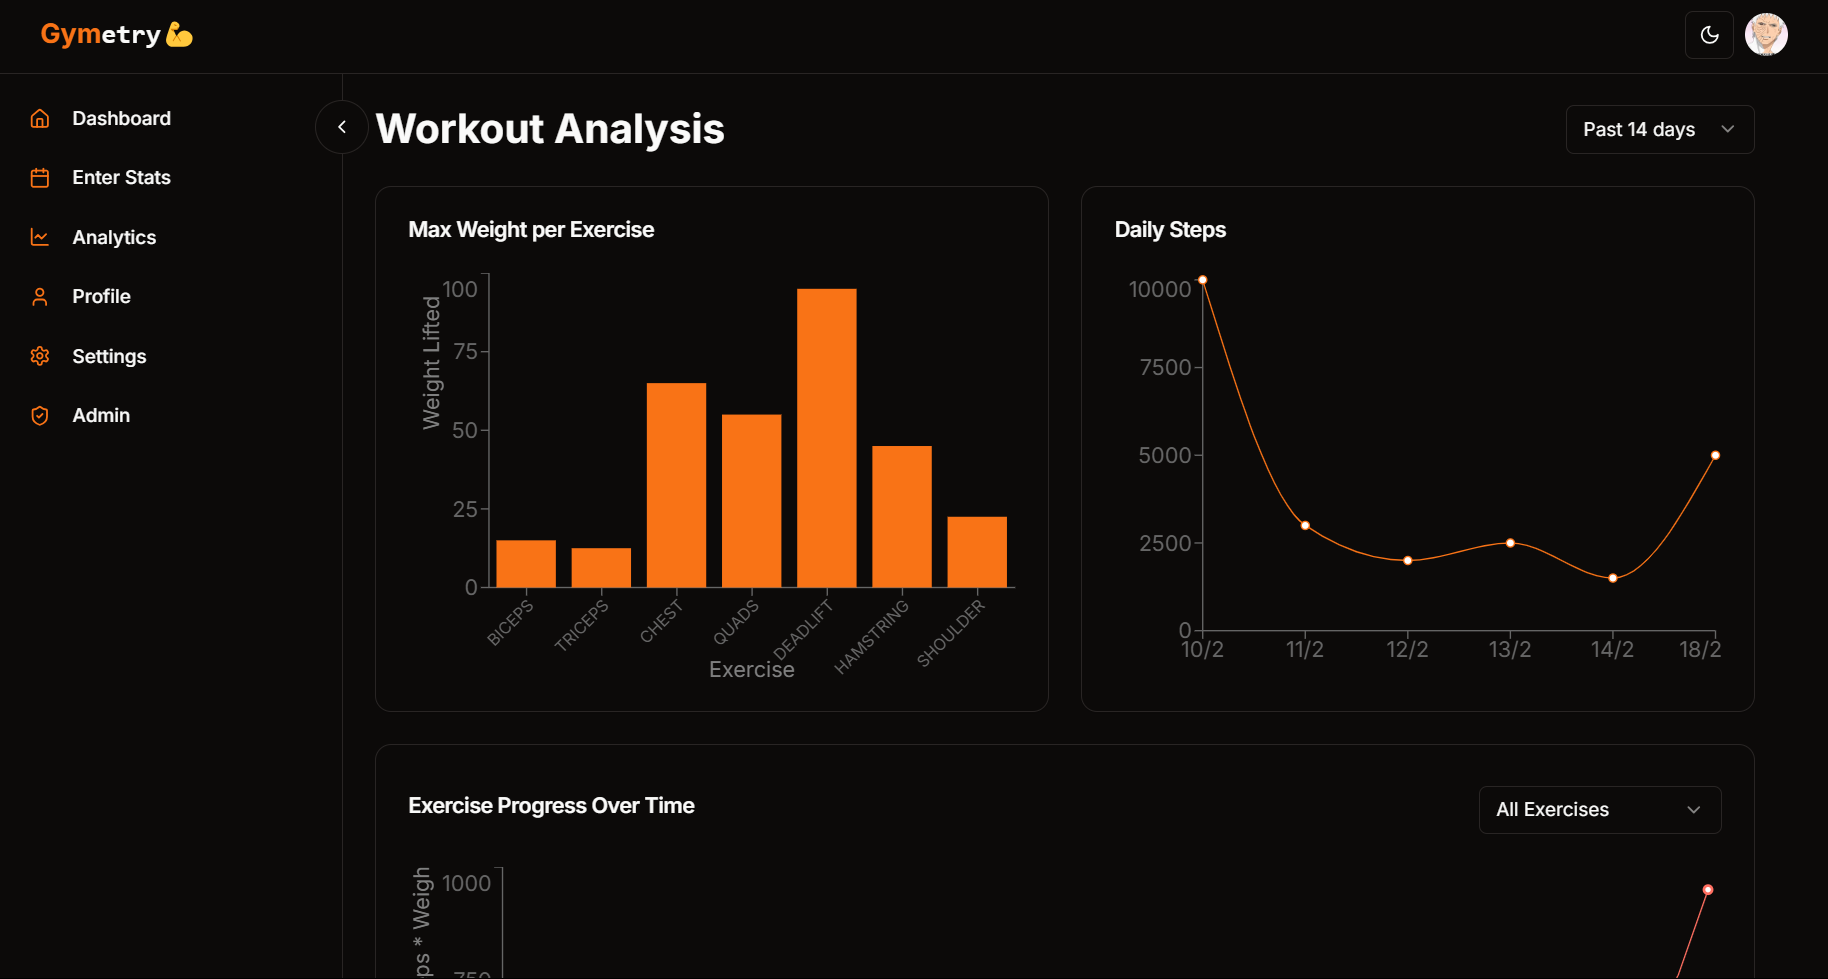 Gymetry
Dashboard
Enter Stats
Analytics
Profile
Settings
Admin
Workout Analysis
Past 14 days
Max Weight per Exercise
Weight Lifted
100
75
50
25
0
BICEPS
TRICEPS
CHEST
QUADS
DEADLIFT
HAMSTRING
SHOULDER
Exercise
Daily Steps
10000
7500
5000
2500
0
10/2
11/2
12/2
13/2
14/2
18/2
Exercise Progress Over Time
All Exercises
ps * Weigh
1000
750